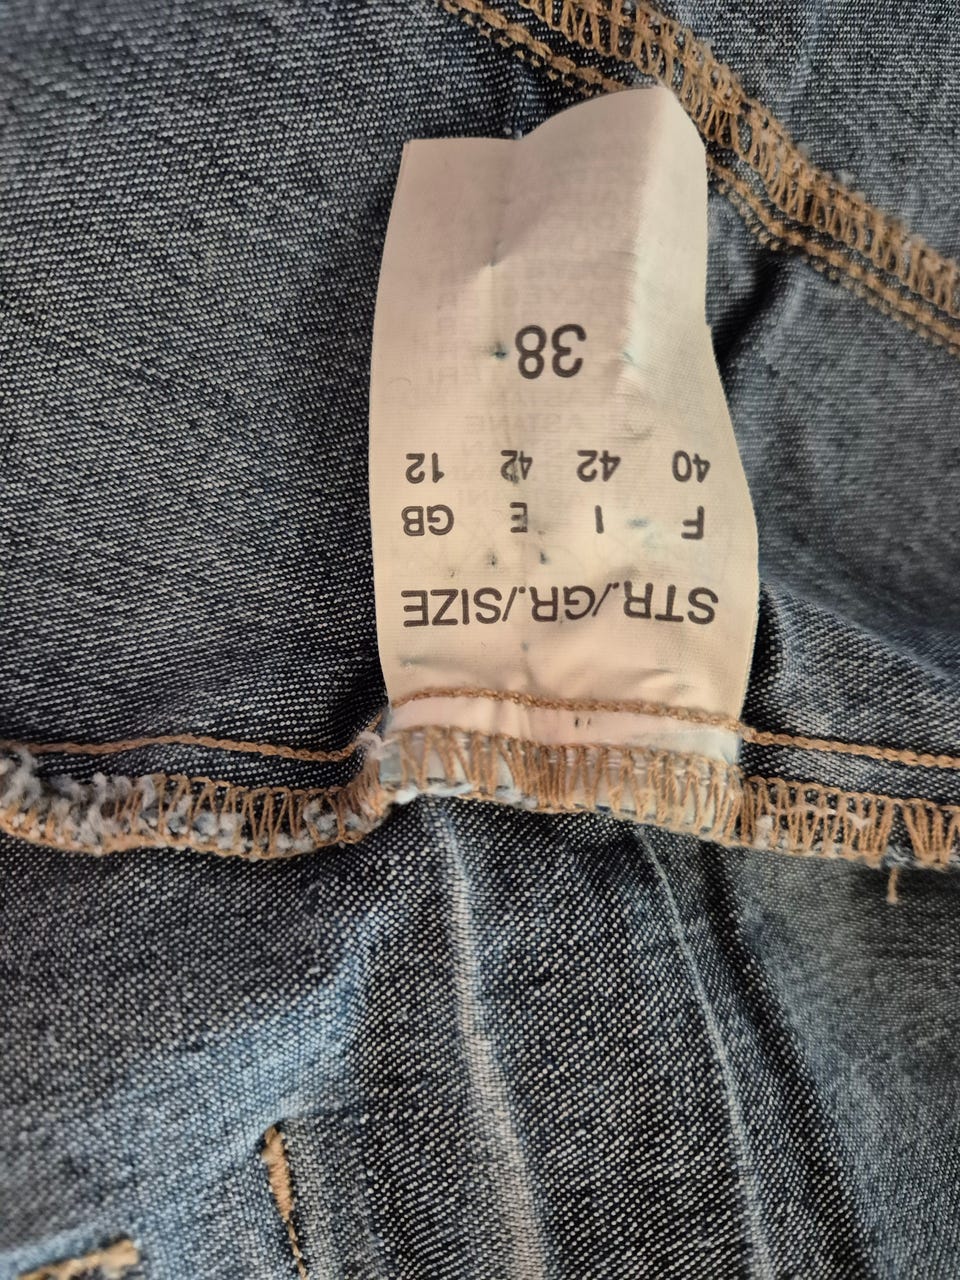 STR./GR./SIZE
F I E GB
40 42 42 12
38